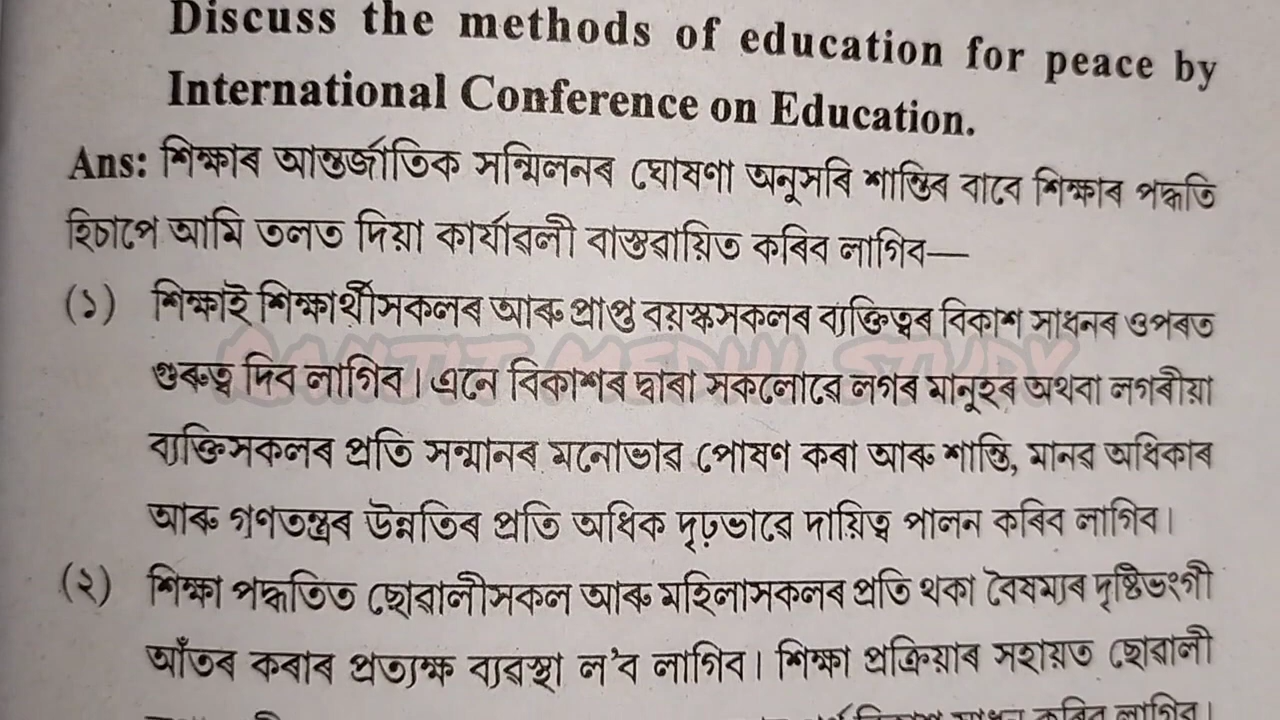 Discuss the methods of education for peace by
International Conference on Education.
Ans: শিক্ষাৰ আন্তৰ্জাতিক সন্মিলনৰ ঘোষণা অনুসৰি শান্তিৰ বাবে শিক্ষাৰ পদ্ধতি
হিচাপে আমি তলত দিয়া কাৰ্যাৱলী বাস্তৱায়িত কৰিব লাগিব—
(১) শিক্ষাই শিক্ষাৰ্থীসকলৰ আৰু প্ৰাপ্ত বয়স্কসকলৰ ব্যক্তিত্বৰ বিকাশ সাধনৰ ওপৰত
গুৰুত্ব দিব লাগিব। এনে বিকাশৰ দ্বাৰা সকলোৱে লগৰ মানুহৰ অথবা লগৰীয়া
ব্যক্তিসকলৰ প্ৰতি সন্মানৰ মনোভাৱ পোষণ কৰা আৰু শান্তি, মানৱ অধিকাৰ
আৰু গণতন্ত্ৰৰ উন্নতিৰ প্ৰতি অধিক দৃঢ়ভাৱে দায়িত্ব পালন কৰিব লাগিব।
(২) শিক্ষা পদ্ধতিত ছোৱালীসকল আৰু মহিলাসকলৰ প্ৰতি থকা বৈষম্যৰ দৃষ্টিভংগী
আঁতৰ কৰাৰ প্ৰত্যক্ষ ব্যৱস্থা ল'ব লাগিব। শিক্ষা প্ৰক্ৰিয়াৰ সহায়ত ছোৱালী
কৰিব লাগিব।